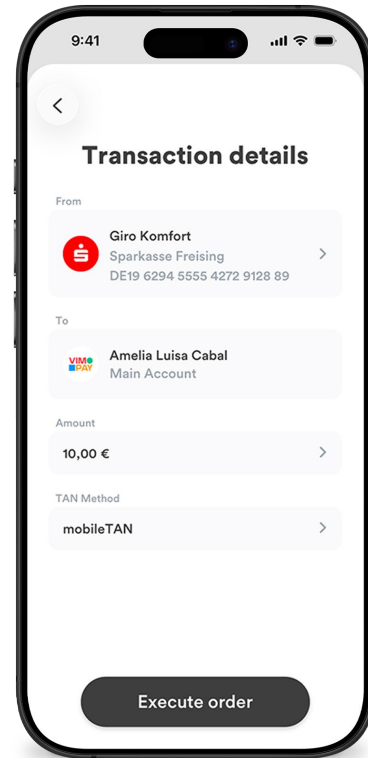 9:41
Transaction details
From
Giro Komfort
Sparkasse Freising
DE19 6294 5555 4272 9128 89
To
VIMPAY
Amelia Luisa Cabal
Main Account
Amount
10,00 €
TAN Method
mobileTAN
Execute order